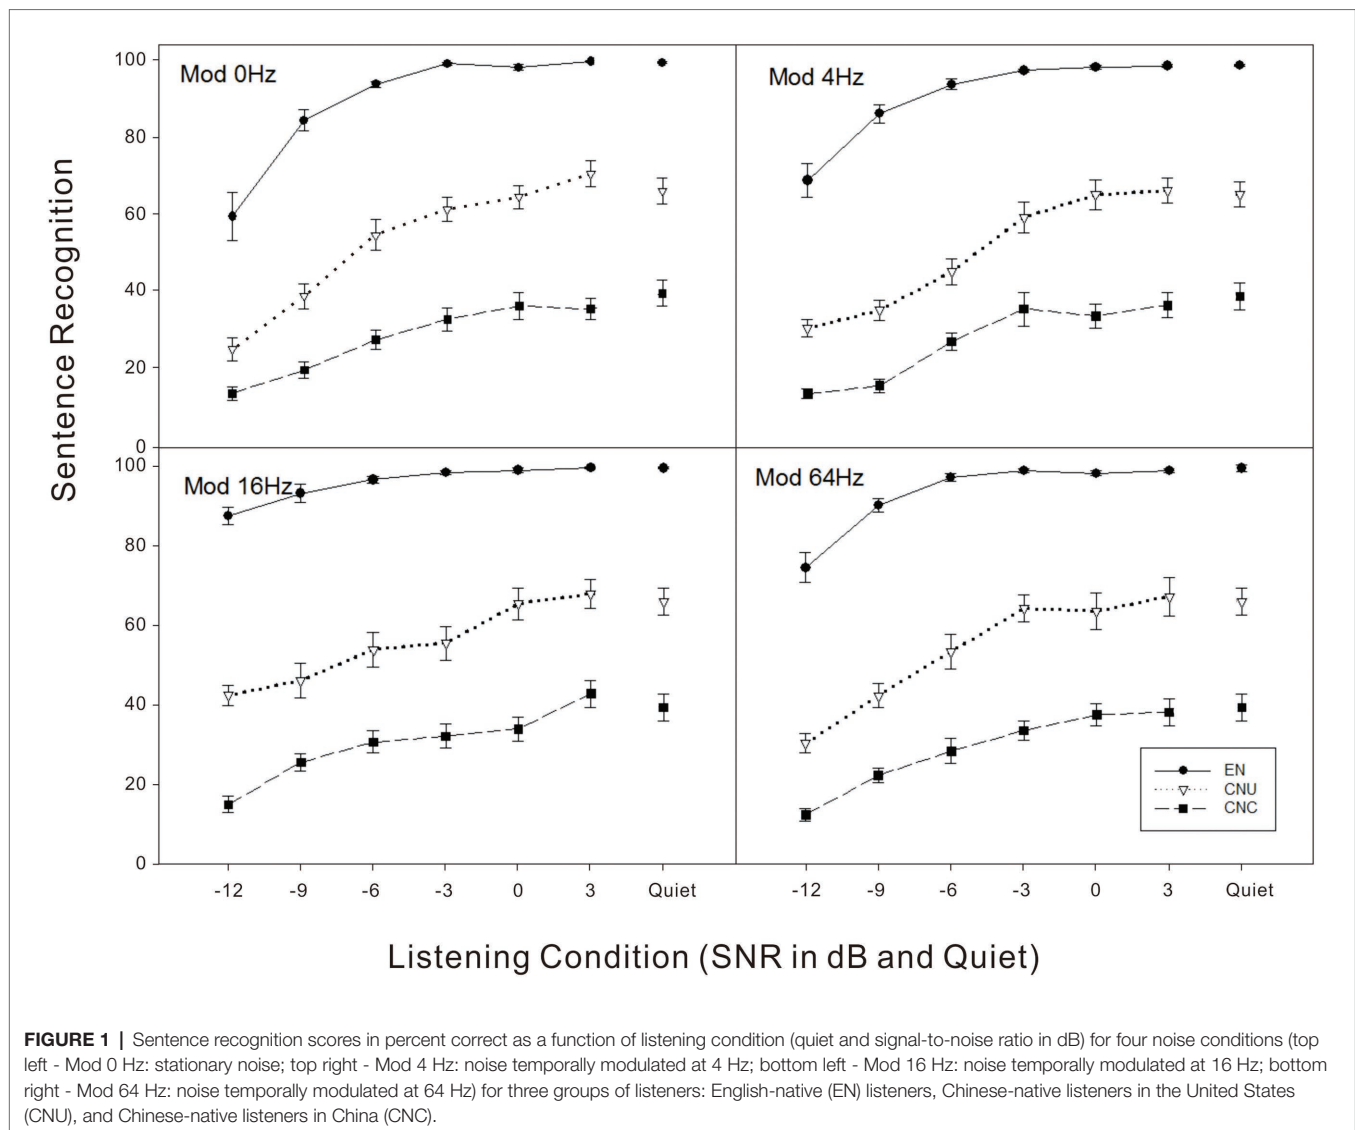 Sentence Recognition
Mod 0Hz
Mod 4Hz
100
80
60
40
20
0
Mod 16Hz
Mod 64Hz
100
80
60
40
20
0
EN
CNU
CNC
-12 -9 -6 -3 0 3 Quiet -12 -9 -6 -3 0 3 Quiet
Listening Condition (SNR in dB and Quiet)
FIGURE 1 | Sentence recognition scores in percent correct as a function of listening condition (quiet and signal-to-noise ratio in dB) for four noise conditions (top
left - Mod 0 Hz: stationary noise; top right - Mod 4 Hz: noise temporally modulated at 4 Hz; bottom left - Mod 16 Hz: noise temporally modulated at 16 Hz; bottom
right - Mod 64 Hz: noise temporally modulated at 64 Hz) for three groups of listeners: English-native (EN) listeners, Chinese-native listeners in the United States
(CNU), and Chinese-native listeners in China (CNC).